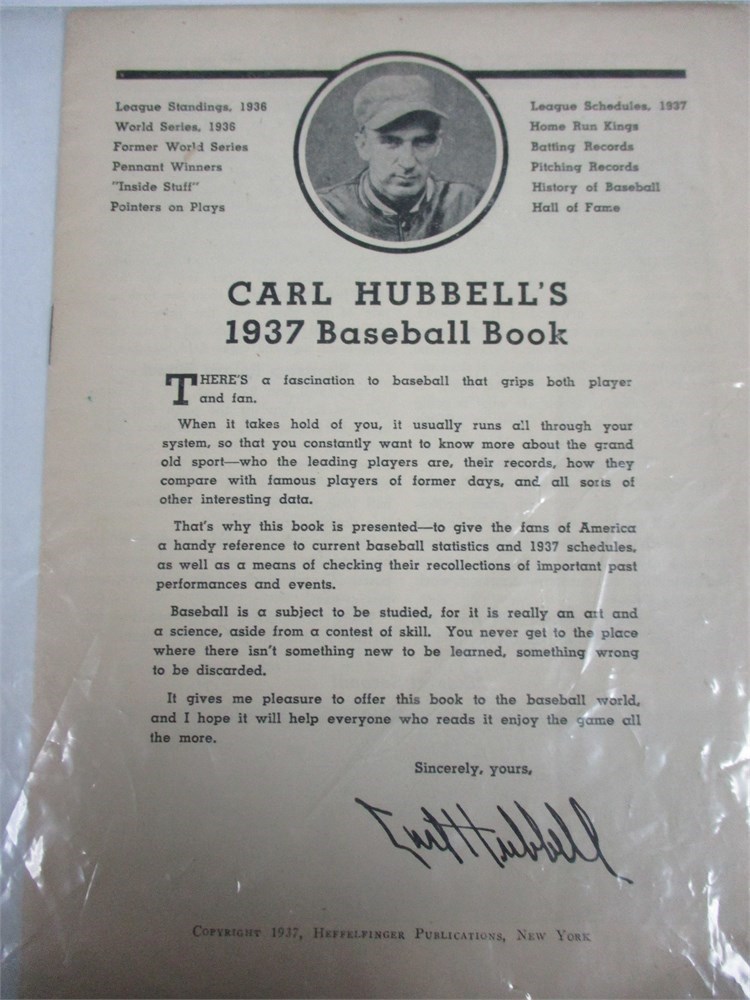 League Standings, 1936
World Series, 1936
Former World Series
Pennant Winners
"Inside Stuff"
Pointers on Plays
League Schedules, 1937
Home Run Kings
Batting Records
Pitching Records
History of Baseball
Hall of Fame
CARL HUBBELL'S
1937 Baseball Book
THERE'S a fascination to baseball that grips both player
and fan.
When it takes hold of you, it usually runs all through your
system, so that you constantly want to know more about the grand
old sport—who the leading players are, their records, how they
compare with famous players of former days, and all sorts of
other interesting data.
That's why this book is presented—to give the fans of America
a handy reference to current baseball statistics and 1937 schedules,
as well as a means of checking their recollections of important past
performances and events.
Baseball is a subject to be studied, for it is really an art and
a science, aside from a contest of skill. You never get to the place
where there isn't something new to be learned, something wrong
to be discarded.
It gives me pleasure to offer this book to the baseball world,
and I hope it will help everyone who reads it enjoy the game all
the more.
Sincerely, yours,
Carl Hubbell
COPYRIGHT 1937, HEFFELFINGER PUBLICATIONS, NEW YORK